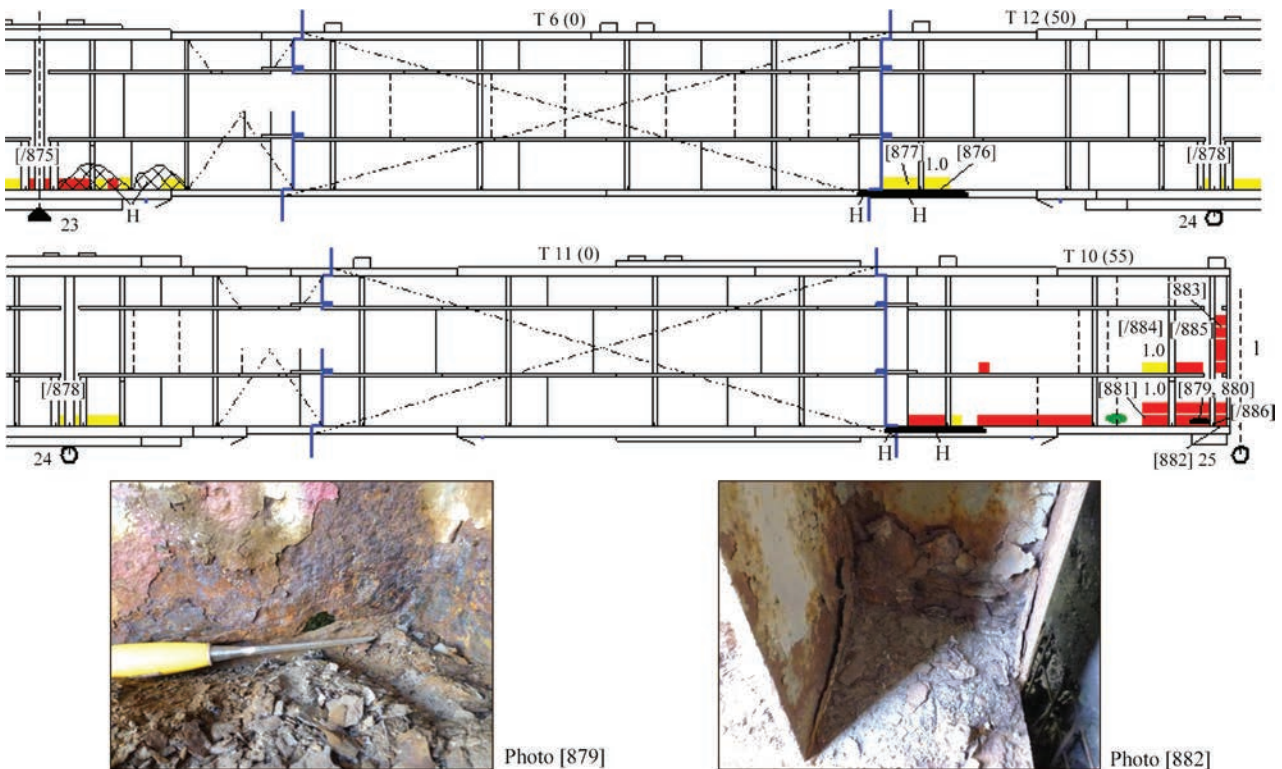 T 6 (0) T 12 (50)
[/875] [877] 1.0 [876] [/878]
H H H
23 24
T 11 (0) T 10 (55)
883]
[/884] [/885]
1.0 1
[/878] [881] 1.0 [879, 880]
[/886]
24 H H [882] 25
Photo [879] Photo [882]